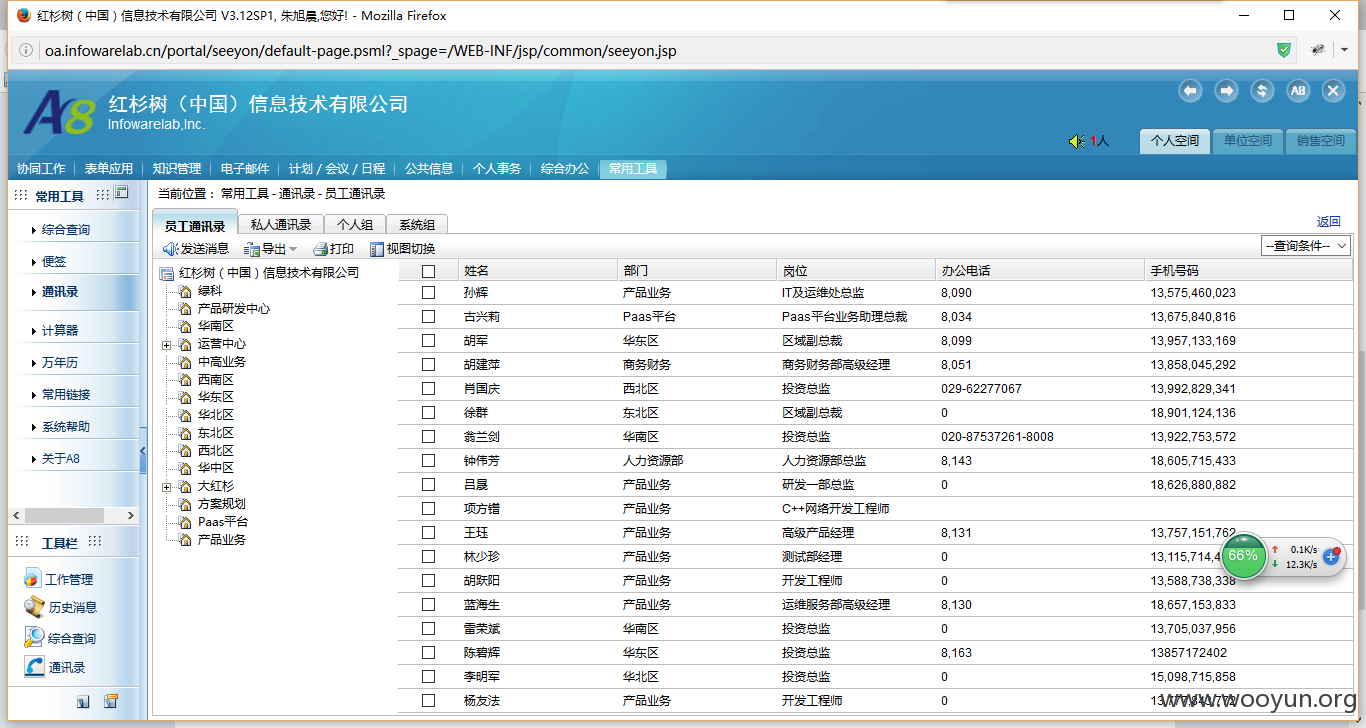 红杉树（中国）信息技术有限公司 V3.12SP1, 朱旭晨,您好! - Mozilla Firefox
oa.infowarelab.cn/portal/seeyon/default-page.psml?_spage=/WEB-INF/jsp/common/seeyon.jsp
A8 红杉树（中国）信息技术有限公司
Infowarelab,Inc.
A8
1人 个人空间 单位空间 销售空间
协同工作 表单应用 知识管理 电子邮件 计划 / 会议 / 日程 公共信息 个人事务 综合办公 常用工具
常用工具
综合查询
便签
通讯录
计算器
万年历
常用链接
系统帮助
关于A8
工具栏
工作管理
历史消息
综合查询
通讯录
当前位置： 常用工具 - 通讯录 - 员工通讯录
员工通讯录 私人通讯录 个人组 系统组 返回
发送消息 导出 打印 视图切换 --查询条件--
红杉树（中国）信息技术有限公司
绿科
产品研发中心
华南区
运营中心
中高业务
西南区
华东区
华北区
东北区
西北区
华中区
大红杉
方案规划
Paas平台
产品业务
姓名 部门 岗位 办公电话 手机号码
孙辉 产品业务 IT及运维处总监 8,090 13,575,460,023
古兴莉 Paas平台 Paas平台业务助理总裁 8,034 13,675,840,816
胡军 华东区 区域副总裁 8,099 13,957,133,169
胡建萍 商务财务 商务财务部高级经理 8,051 13,858,045,292
肖国庆 西北区 投资总监 029-62277067 13,992,829,341
徐群 东北区 区域副总裁 0 18,901,124,136
翁兰剑 华南区 投资总监 020-87537261-8008 13,922,753,572
钟伟芳 人力资源部 人力资源部总监 8,143 18,605,715,433
吕晟 产品业务 研发一部总监 0 18,626,880,882
项方镨 产品业务 C++网络开发工程师
王珏 产品业务 高级产品经理 8,131 13,757,151,762
林少珍 产品业务 测试部经理 0 13,115,714,4
胡跃阳 产品业务 开发工程师 0 13,588,738,338
蓝海生 产品业务 运维服务部高级经理 8,130 18,657,153,833
雷荣斌 华南区 投资总监 0 13,705,037,956
陈碧辉 华东区 投资总监 8,163 13857172402
李明军 华北区 投资总监 0 15,098,715,858
杨友法 产品业务 开发工程师 0
66% 0.1K/s
12.3K/s
www.wooyun.org